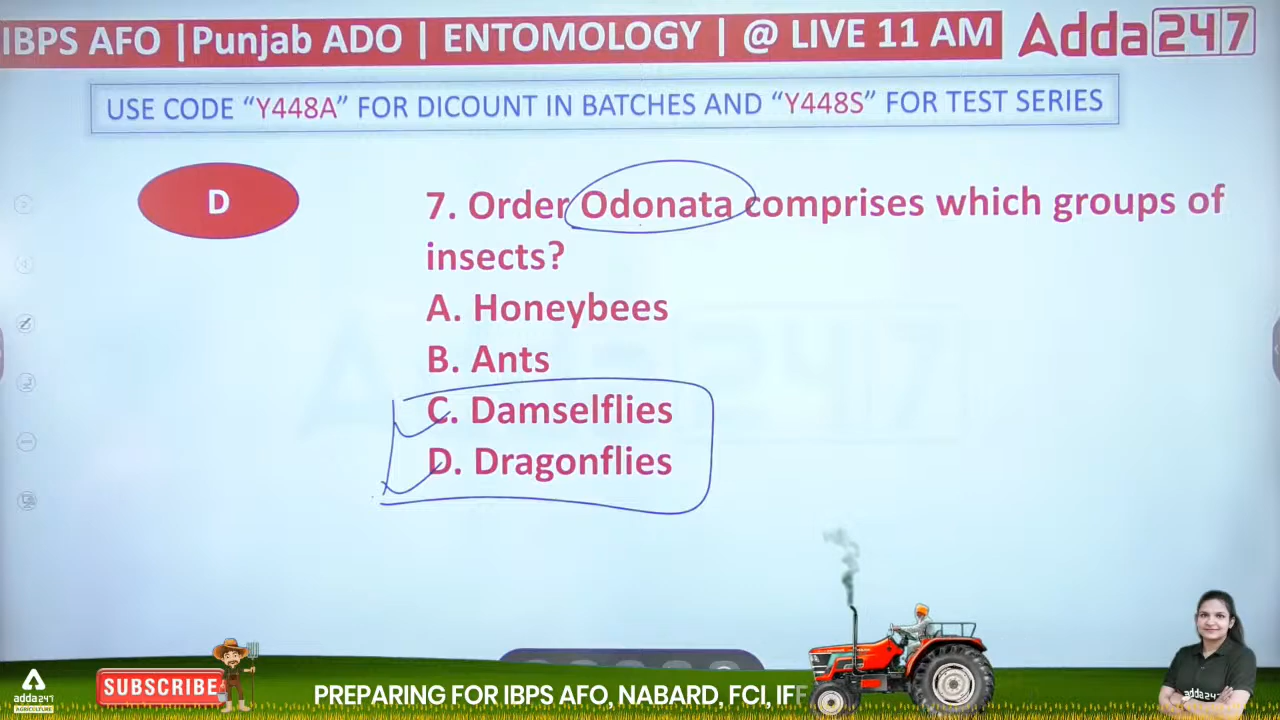 IBPS AFO |Punjab ADO | ENTOMOLOGY | @ LIVE 11 AM
Adda247
USE CODE “Y448A” FOR DICOUNT IN BATCHES AND “Y448S” FOR TEST SERIES
D
7. Order Odonata comprises which groups of
insects?
A. Honeybees
B. Ants
C. Damselflies
D. Dragonflies
adda247
AGRICULTURE
SUBSCRIBE
PREPARING FOR IBPS AFO, NABARD, FCI, IFF
adda247